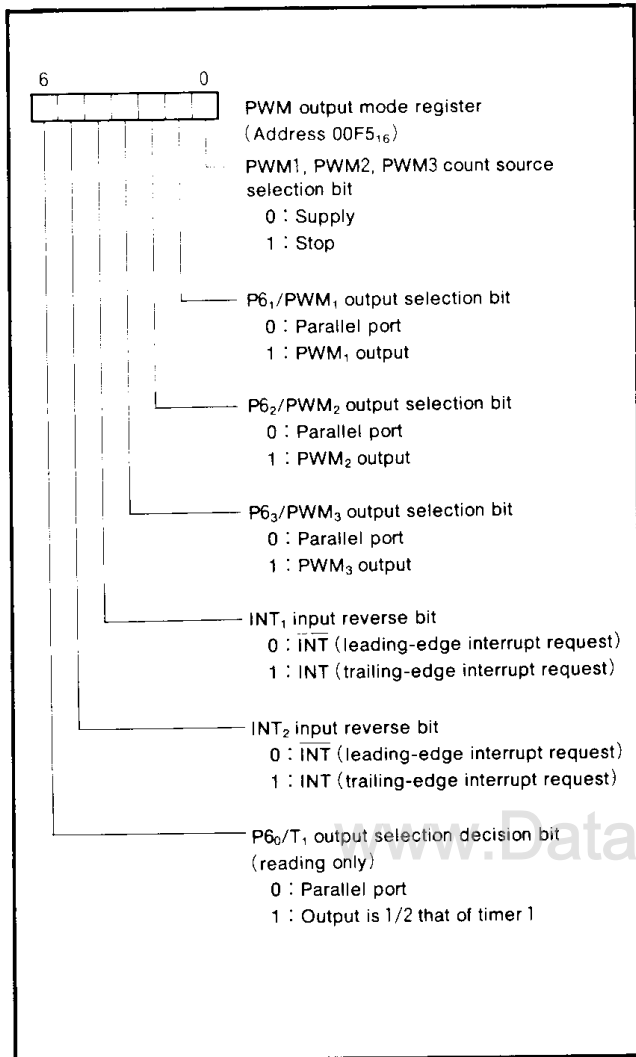 6 0
PWM output mode register
(Address 00F5₁₆)
PWM1, PWM2, PWM3 count source
selection bit
0 : Supply
1 : Stop
P6₁/PWM₁ output selection bit
0 : Parallel port
1 : PWM₁ output
P6₂/PWM₂ output selection bit
0 : Parallel port
1 : PWM₂ output
P6₃/PWM₃ output selection bit
0 : Parallel port
1 : PWM₃ output
INT₁ input reverse bit
0 : I̅N̅T̅ (leading-edge interrupt request)
1 : INT (trailing-edge interrupt request)
INT₂ input reverse bit
0 : I̅N̅T̅ (leading-edge interrupt request)
1 : INT (trailing-edge interrupt request)
P6₀/T₁ output selection decision bit
www.Data
(reading only)
0 : Parallel port
1 : Output is 1/2 that of timer 1